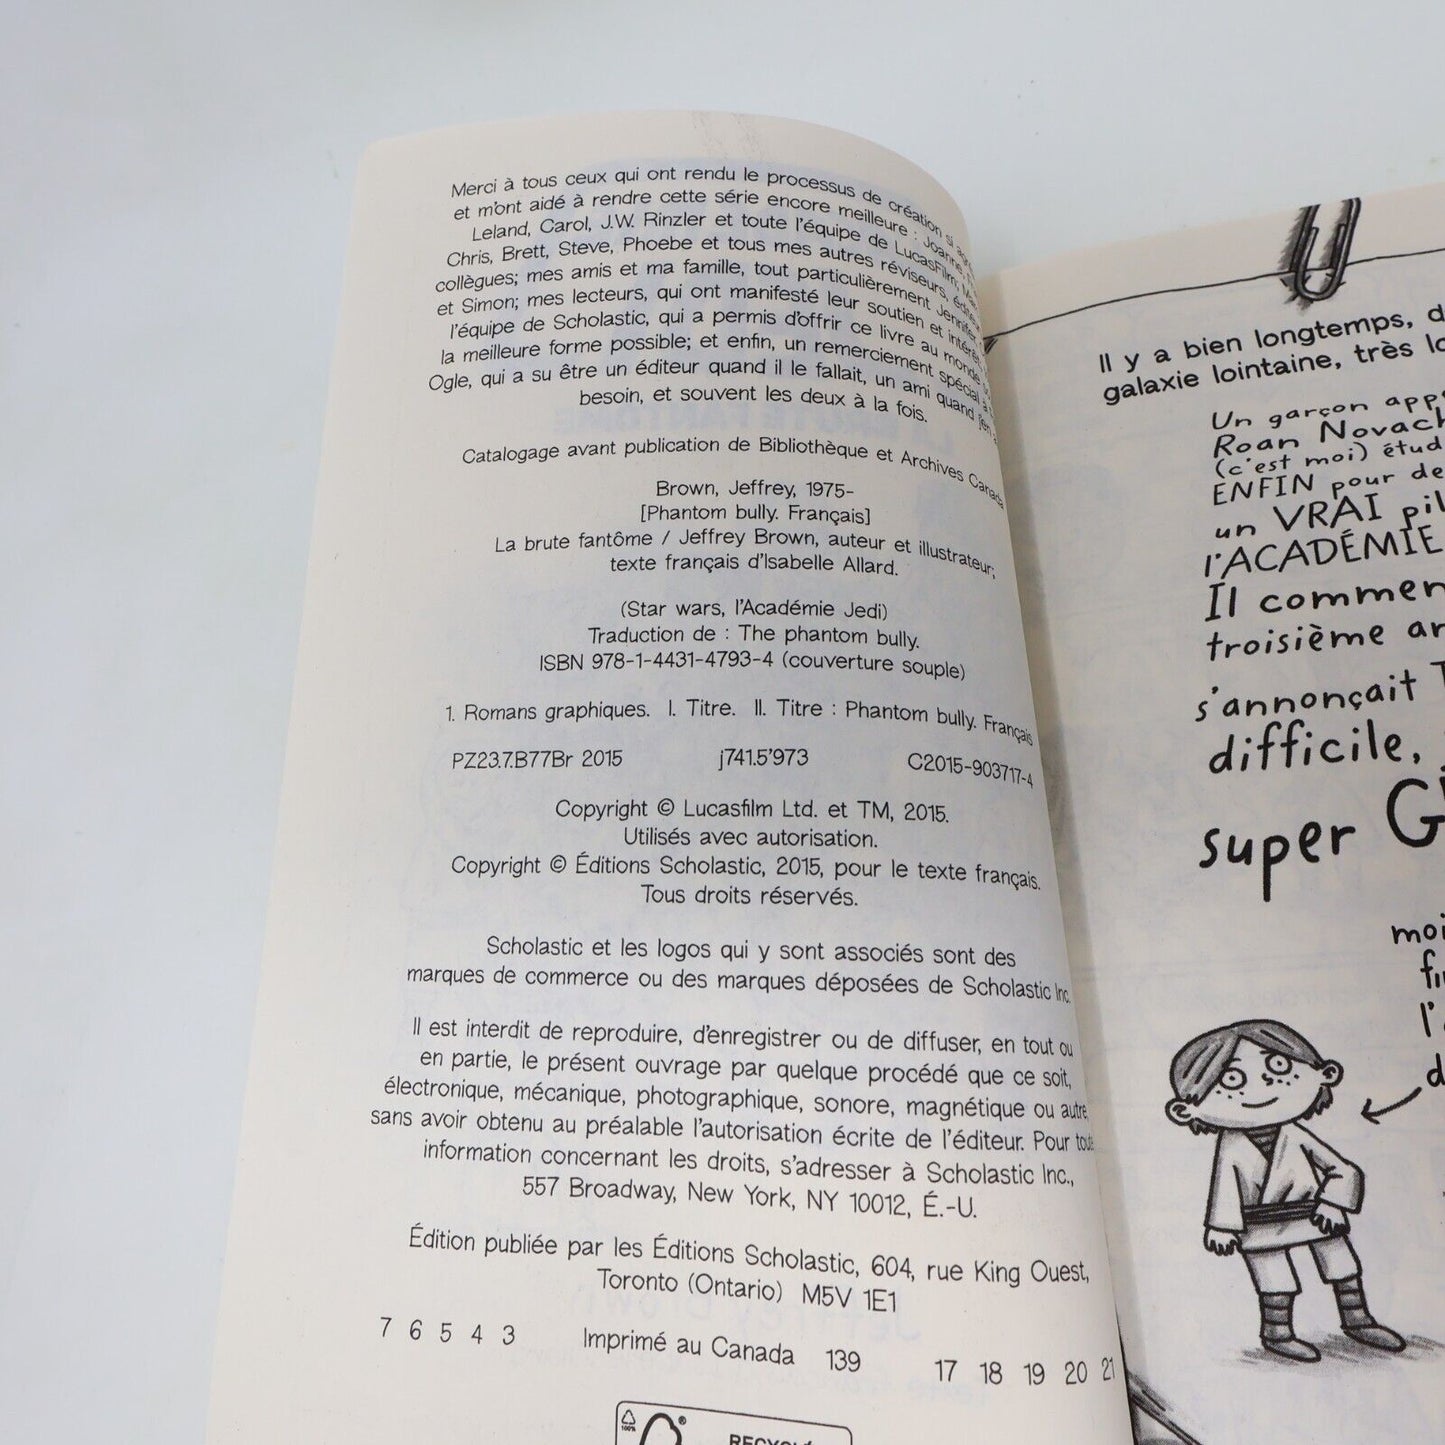 Merci à tous ceux qui ont rendu le processus de création si
et m'ont aidé à rendre cette série encore meilleure : Joanne
Leland, Carol, J.W. Rinzler et toute l'équipe de LucasFilm;
Chris, Brett, Steve, Phoebe et tous mes autres réviseurs,
collègues; mes amis et ma famille, tout particulièrement Jennifer,
et Simon; mes lecteurs, qui ont manifesté leur soutien et intérêt,
l'équipe de Scholastic, qui a permis d'offrir ce livre au monde
la meilleure forme possible; et enfin, un remerciement spécial à
Ogle, qui a su être un éditeur quand il le fallait, un ami quand j'en
besoin, et souvent les deux à la fois.
Catalogage avant publication de Bibliothèque et Archives Canada
Brown, Jeffrey, 1975-
[Phantom bully. Français]
La brute fantôme / Jeffrey Brown, auteur et illustrateur;
texte français d'Isabelle Allard.
(Star wars, l'Académie Jedi)
Traduction de : The phantom bully.
ISBN 978-1-4431-4793-4 (couverture souple)
1. Romans graphiques. I. Titre. II. Titre : Phantom bully. Français
PZ23.7.B77Br 2015 j741.5'973 C2015-903717-4
Copyright © Lucasfilm Ltd. et TM, 2015.
Utilisés avec autorisation.
Copyright © Éditions Scholastic, 2015, pour le texte français.
Tous droits réservés.
Scholastic et les logos qui y sont associés sont des
marques de commerce ou des marques déposées de Scholastic Inc.
Il est interdit de reproduire, d'enregistrer ou de diffuser, en tout ou
en partie, le présent ouvrage par quelque procédé que ce soit,
électronique, mécanique, photographique, sonore, magnétique ou autre,
sans avoir obtenu au préalable l'autorisation écrite de l'éditeur. Pour toute
information concernant les droits, s'adresser à Scholastic Inc.,
557 Broadway, New York, NY 10012, É.-U.
Édition publiée par les Éditions Scholastic, 604, rue King Ouest,
Toronto (Ontario) M5V 1E1
7 6 5 4 3 Imprimé au Canada 139 17 18 19 20 21
100%
RECYCLÉ
Il y a bien longtemps, d
galaxie lointaine, très lo
Un garçon app
Roan Novach
(c'est moi) étud
ENFIN pour de
un VRAI pil
l'ACADÉMIE
Il commen
troisième an
s'annonçait
difficile,
super
moi
l'
d